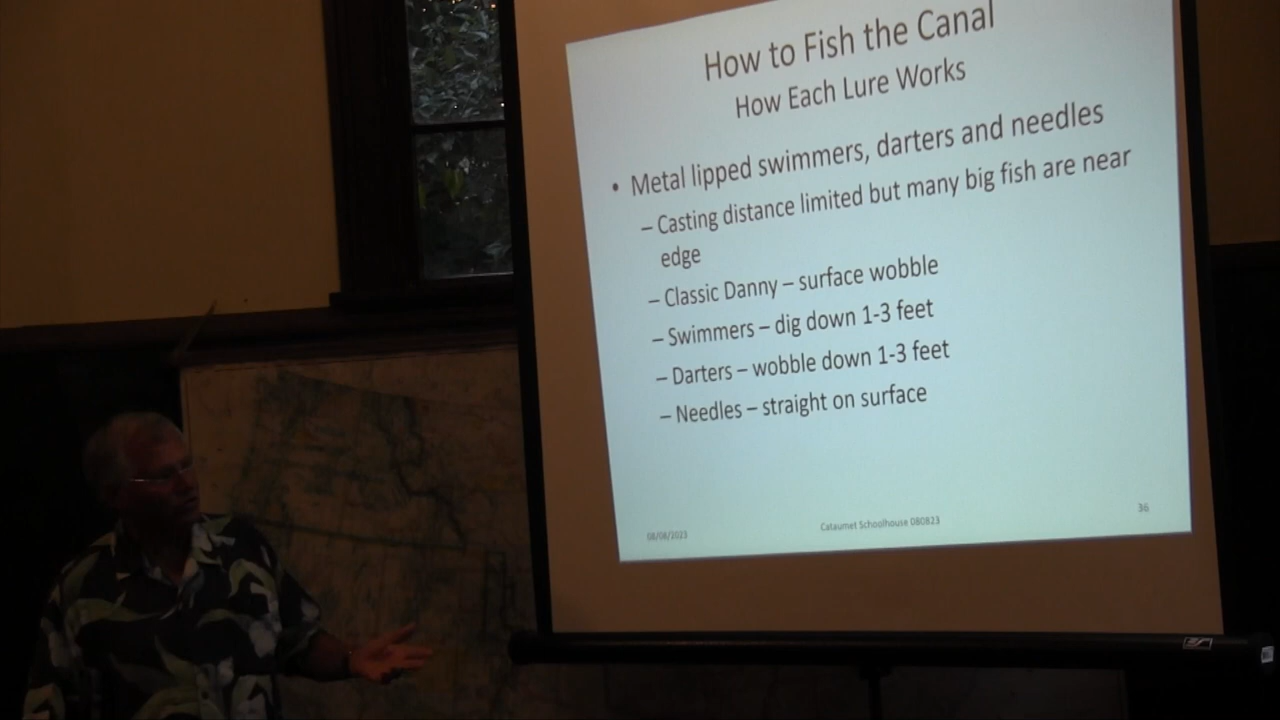 How to Fish the Canal
How Each Lure Works
• Metal lipped swimmers, darters and needles
– Casting distance limited but many big fish are near
edge
– Classic Danny – surface wobble
– Swimmers – dig down 1-3 feet
– Darters – wobble down 1-3 feet
– Needles – straight on surface
08/08/2023
Cataumet Schoolhouse 080823
36